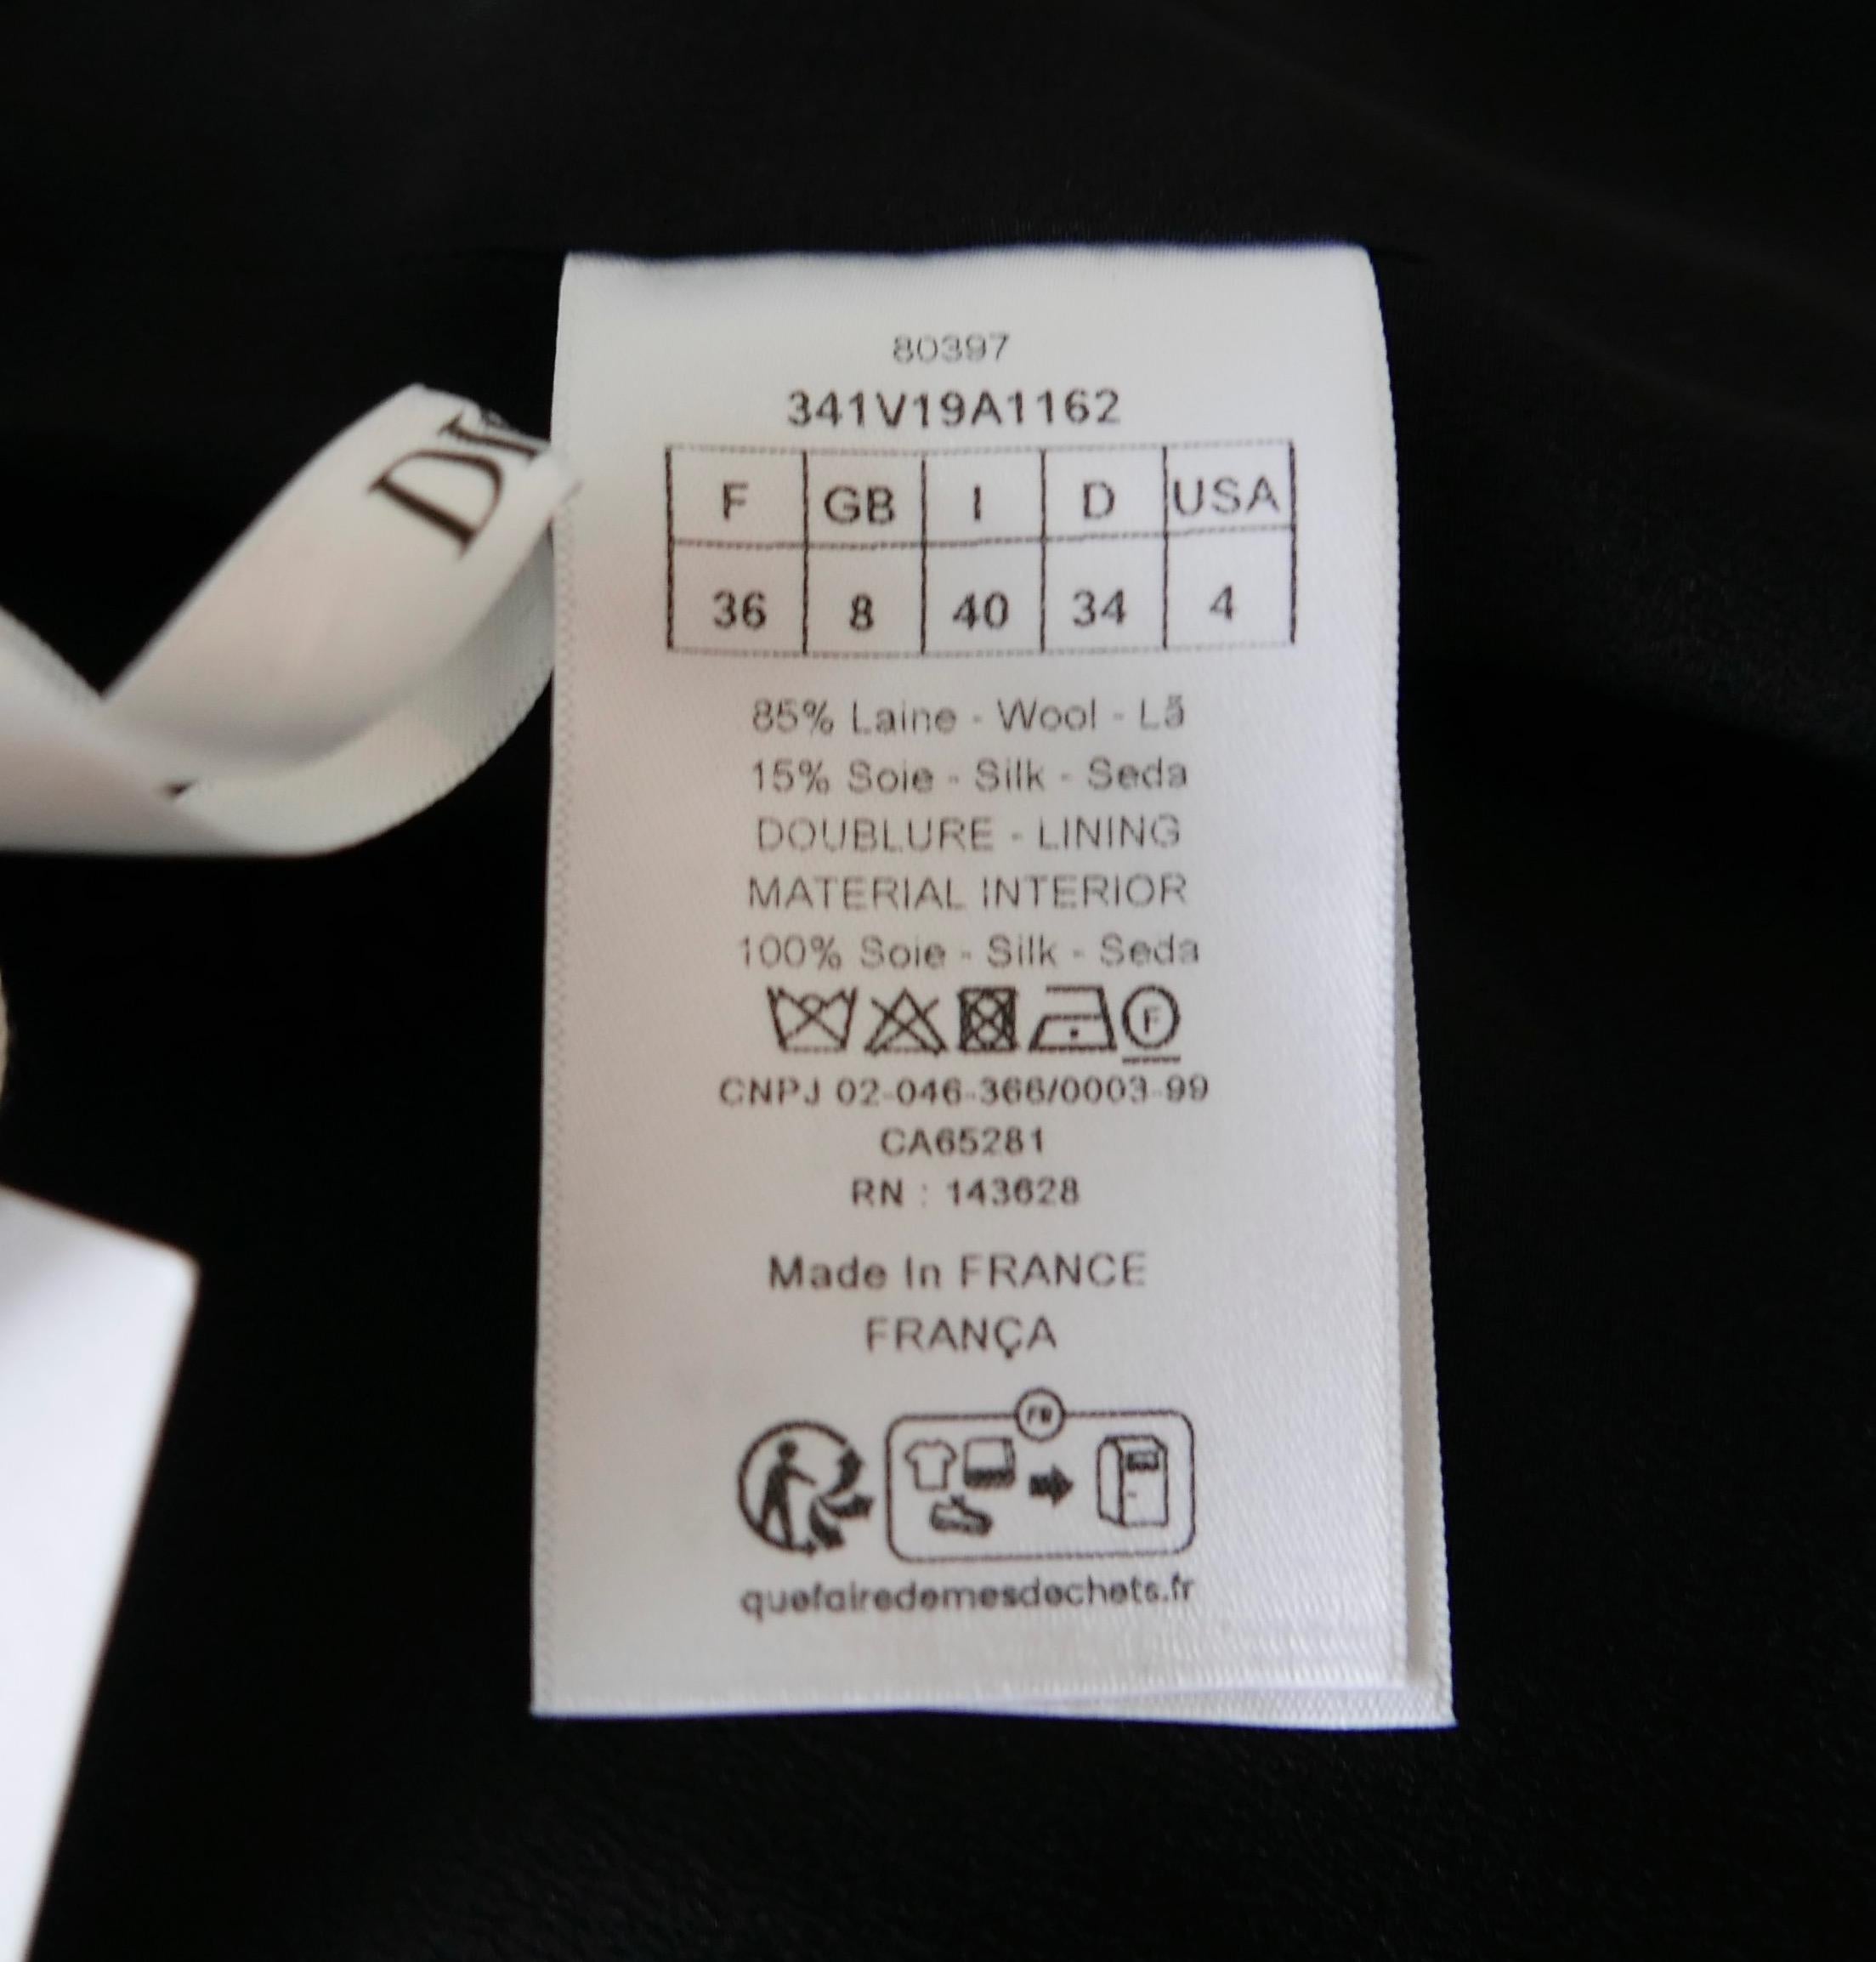 80397
341V19A1162
F GB I D USA
36 8 40 34 4
85% Laine - Wool - Lã
15% Soie - Silk - Seda
DOUBLURE - LINING
MATERIAL INTERIOR
100% Soie - Silk - Seda
F
CNPJ 02-046-366/0003-99
CA65281
RN : 143628
Made In FRANCE
FRANÇA
FR
quefairedemesdechets.fr